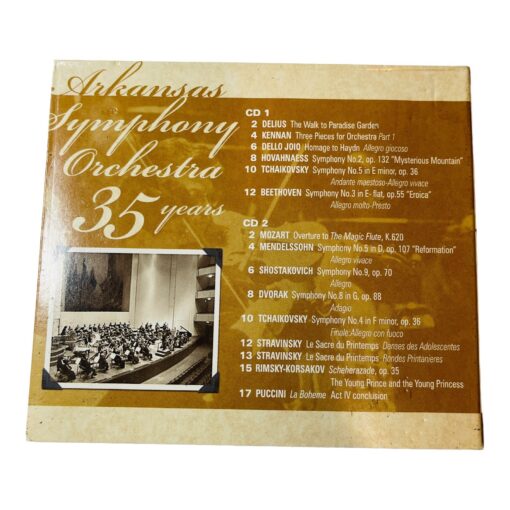 Arkansas
Symphony
Orchestra
35 years
CD 1
2 DELIUS The Walk to Paradise Garden
4 KENNAN Three Pieces for Orchestra Part 1
6 DELLO JOIO Homage to Haydn Allegro giocoso
8 HOVAHNAESS Symphony No.2, op. 132 "Mysterious Mountain"
10 TCHAIKOVSKY Symphony No.5 in E minor, op. 36
Andante maestoso-Allegro vivace
12 BEETHOVEN Symphony No.3 in E- flat, op.55 "Eroica"
Allegro molto-Presto
CD 2
2 MOZART Overture to The Magic Flute, K.620
4 MENDELSSOHN Symphony No.5 in D, op. 107 "Reformation"
Allegro vivace
6 SHOSTAKOVICH Symphony No.9, op. 70
Allegro
8 DVORAK Symphony No.8 in G, op. 88
Adagio
10 TCHAIKOVSKY Symphony No.4 in F minor, op. 36
Finale:Allegro con fuoco
12 STRAVINSKY Le Sacre du Printemps Danses des Adolescentes
13 STRAVINSKY Le Sacre du Printemps Rondes Printanieres
15 RIMSKY-KORSAKOV Scheherazade, op. 35
The Young Prince and the Young Princess
17 PUCCINI La Boheme Act IV conclusion